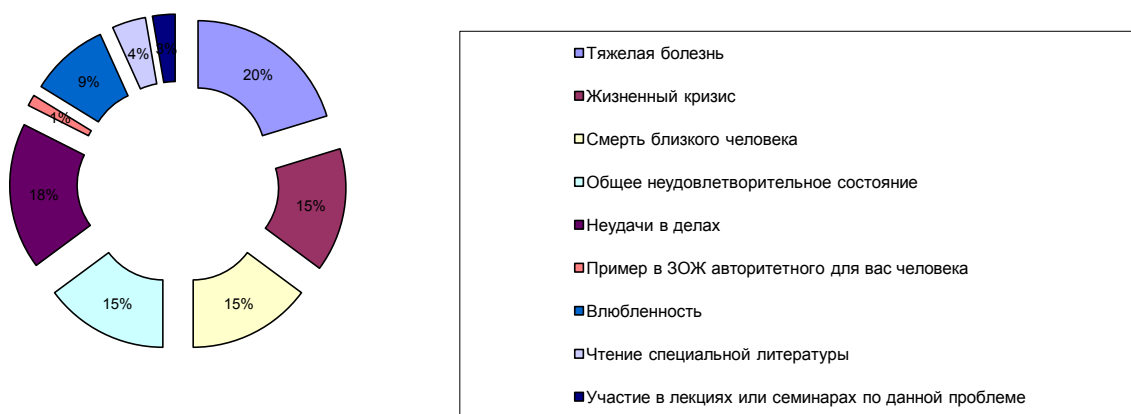 4%
3%
20%
9%
1%
18%
15%
15%
15%
Тяжелая болезнь
Жизненный кризис
Смерть близкого человека
Общее неудовлетворительное состояние
Неудачи в делах
Пример в ЗОЖ авторитетного для вас человека
Влюбленность
Чтение специальной литературы
Участие в лекциях или семинарах по данной проблеме